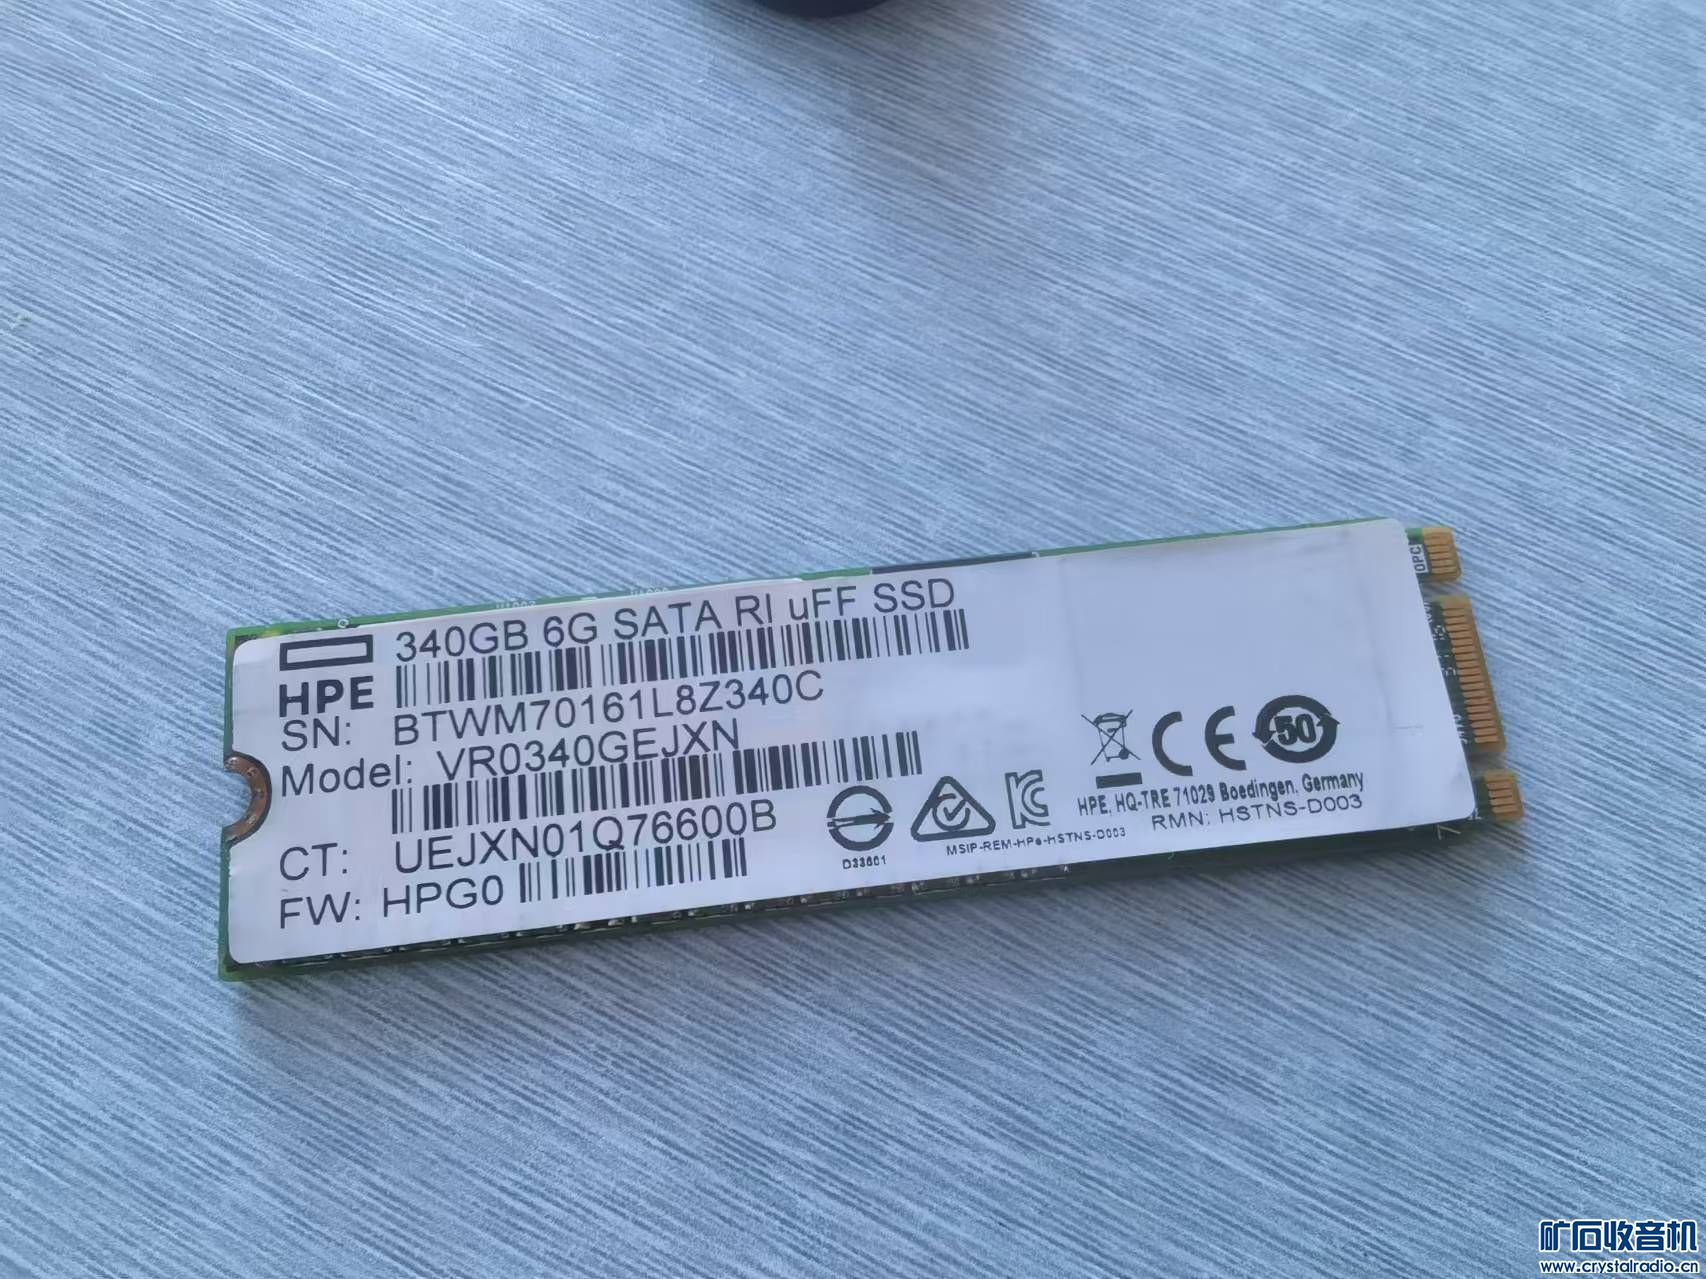 340GB 6G SATA RI uFF SSD
HPE
SN: BTWM70161L8Z340C
Model: VR0340GEJXN
CT: UEJXN01Q76600B
FW: HPG0
D33601
MSIP-REM-HPe-HSTNS-D003
CE
50
HPE, HQ-TRE 71029 Boedingen, Germany
RMN: HSTNS-D003
矿石收音机
www.crystalradio.cn